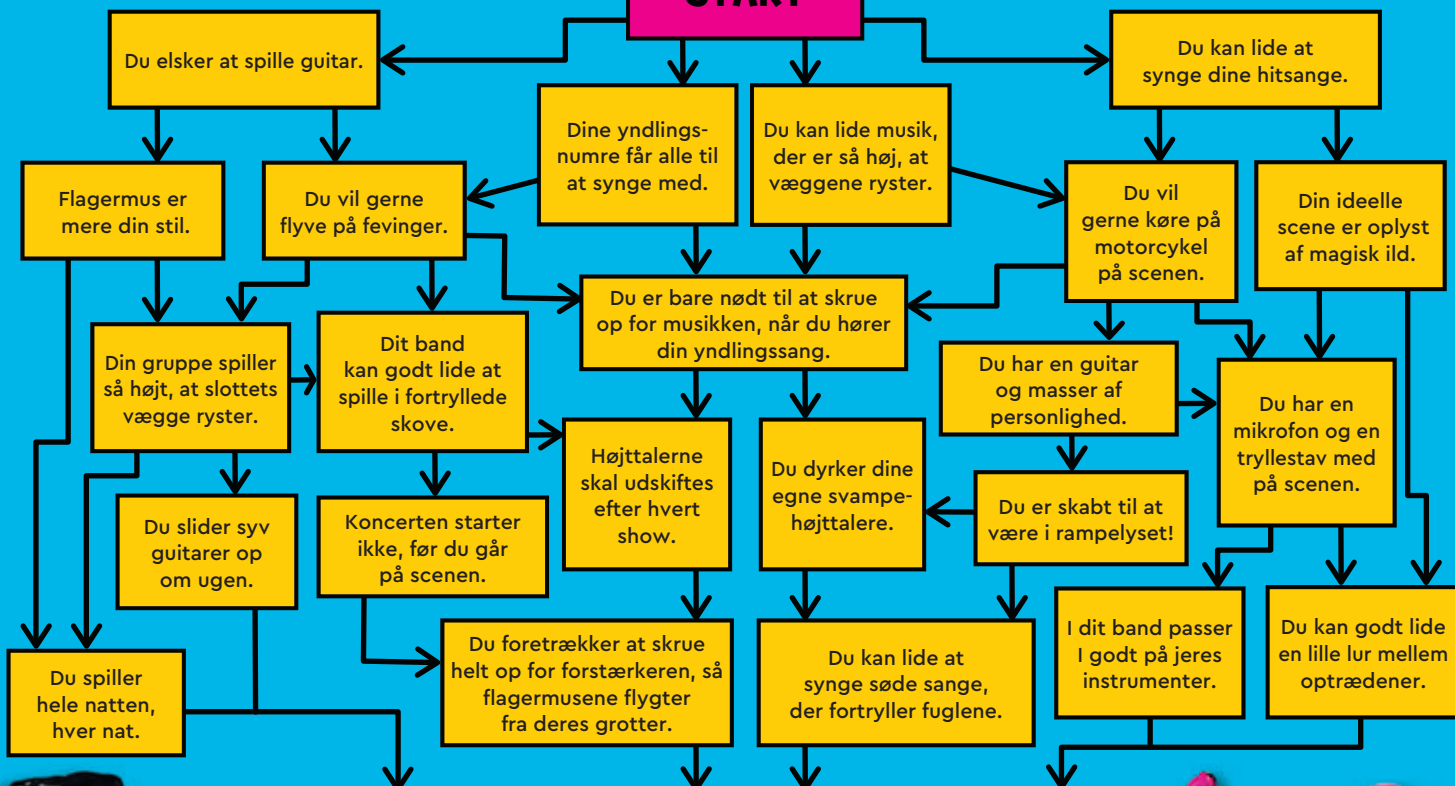 START
Du elsker at spille guitar.
Du kan lide at
synge dine hitsange.
Dine yndlings-
numre får alle til
at synge med.
Du kan lide musik,
der er så høj, at
væggene ryster.
Flagermus er
mere din stil.
Du vil gerne
flyve på fevinger.
Du vil
gerne køre på
motorcykel
på scenen.
Din ideelle
scene er oplyst
af magisk ild.
Du er bare nødt til at skrue
op for musikken, når du hører
din yndlingssang.
Din gruppe spiller
så højt, at slottets
vægge ryster.
Dit band
kan godt lide at
spille i fortryllede
skove.
Du har en guitar
og masser af
personlighed.
Du har en
mikrofon og en
tryllestav med
på scenen.
Højttalerne
skal udskiftes
efter hvert
show.
Du dyrker dine
egne svampe-
højttalere.
Du slider syv
guitarer op
om ugen.
Koncerten starter
ikke, før du går
på scenen.
Du er skabt til at
være i rampelyset!
Du spiller
hele natten,
hver nat.
Du foretrækker at skrue
helt op for forstærkeren, så
flagermusene flygter
fra deres grotter.
Du kan lide at
synge søde sange,
der fortryller fuglene.
I dit band passer
I godt på jeres
instrumenter.
Du kan godt lide
en lille lur mellem
optrædener.